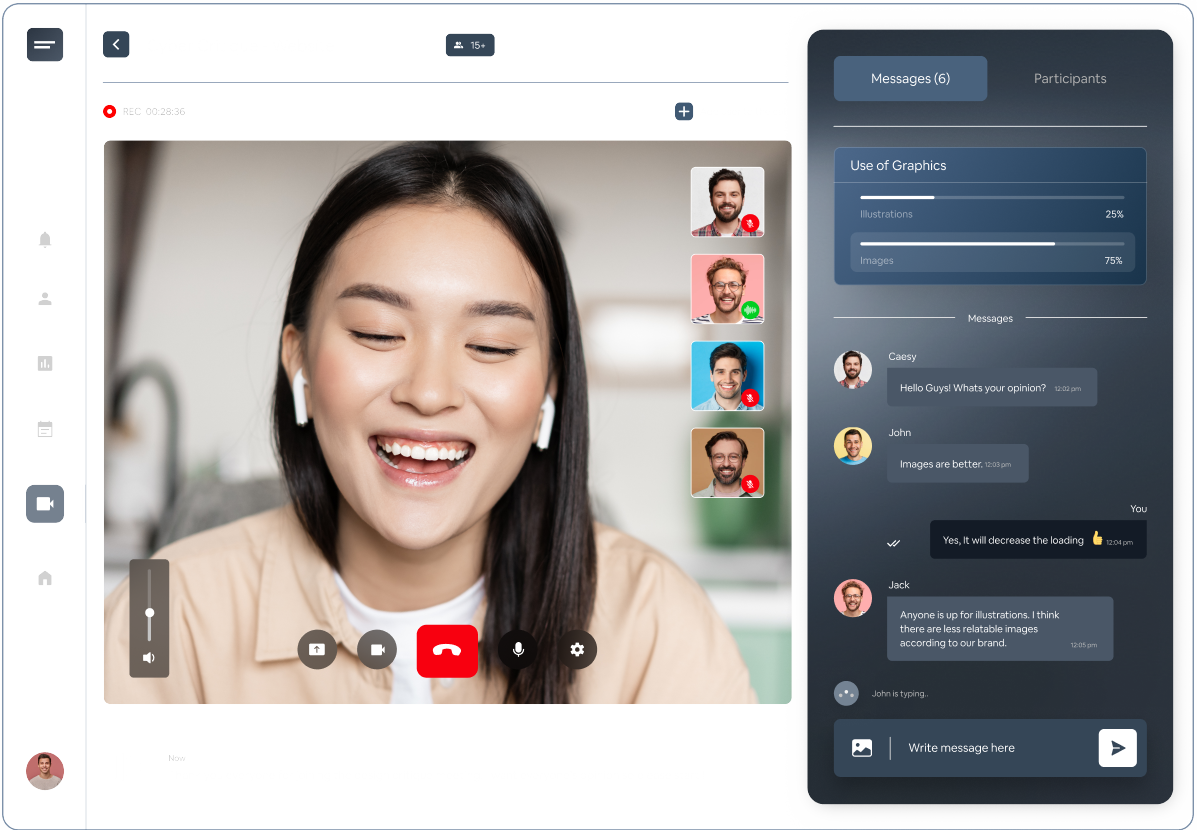 15+
REC 00:28:36
Now
Messages (6)
Participants
Use of Graphics
Illustrations
25%
Images
75%
Messages
Caesy
Hello Guys! Whats your opinion? 12:02 pm
John
Images are better. 12:03 pm
You
Yes, It will decrease the loading 👍 12:04 pm
Jack
Anyone is up for illustrations. I think
there are less relatable images
according to our brand. 12:05 pm
John is typing..
Write message here